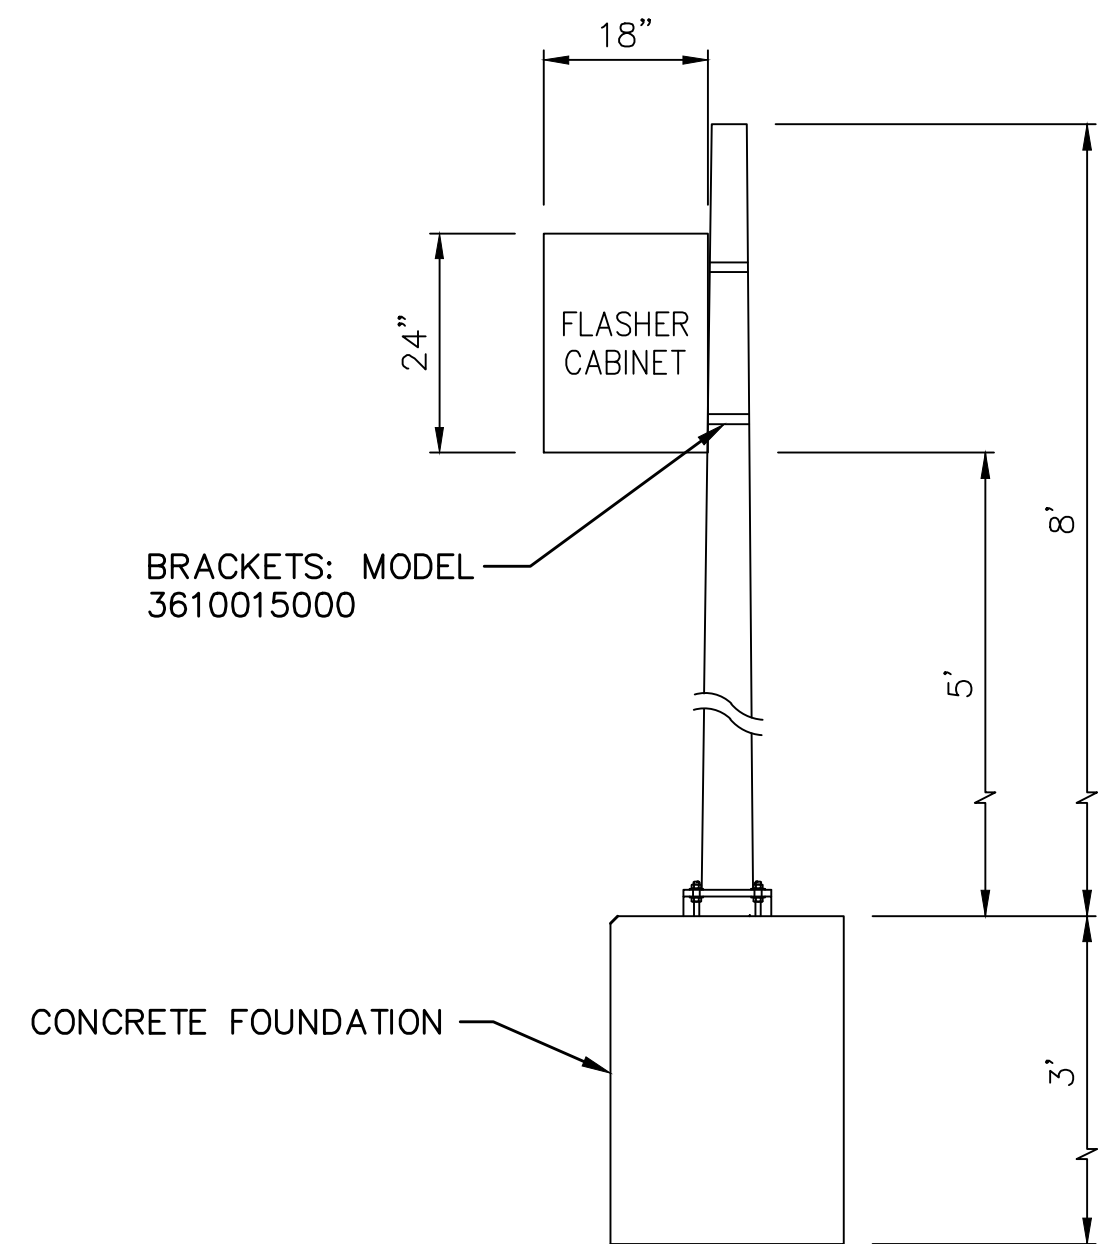 18”
24”
FLASHER
CABINET
8’
BRACKETS: MODEL
3610015000
5’
CONCRETE FOUNDATION
3’